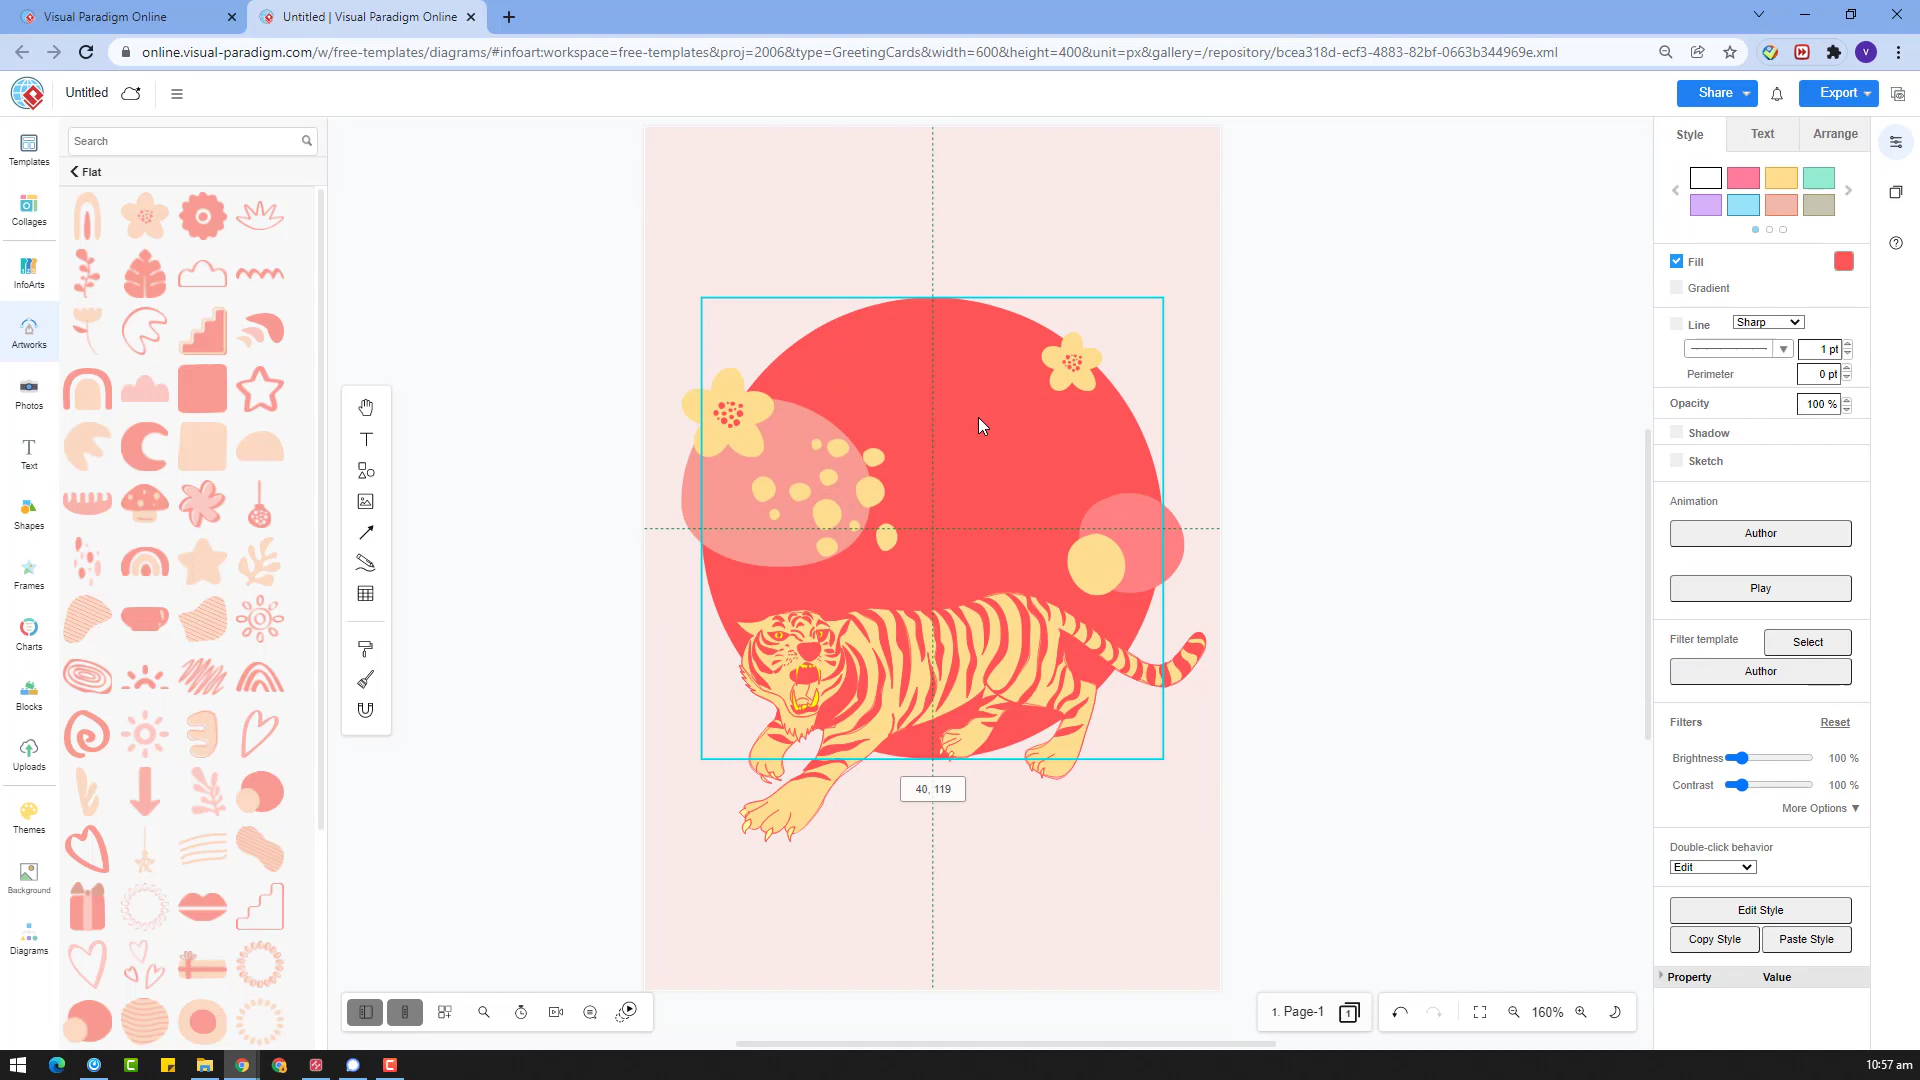 Visual Paradigm Online
Untitled | Visual Paradigm Online
online.visual-paradigm.com/w/free-templates/diagrams/#infoart:workspace=free-templates&proj=2006&type=GreetingCards&width=600&height=400&unit=px&gallery=/repository/bcea318d-ecf3-4883-82bf-0663b344969e.xml
V
Untitled
Share
Export
Search
Flat
Templates
Collages
InfoArts
Artworks
Photos
Text
Shapes
Frames
Charts
Blocks
Uploads
Themes
Background
Diagrams
T
40, 119
1. Page-1
1
160%
Style
Text
Arrange
Fill
Gradient
Line
Sharp
1 pt
Perimeter
0 pt
Opacity
100 %
Shadow
Sketch
Animation
Author
Play
Filter template
Select
Author
Filters
Reset
Brightness
100 %
Contrast
100 %
More Options ▼
Double-click behavior
Edit
Edit Style
Copy Style
Paste Style
Property
Value
10:57 am